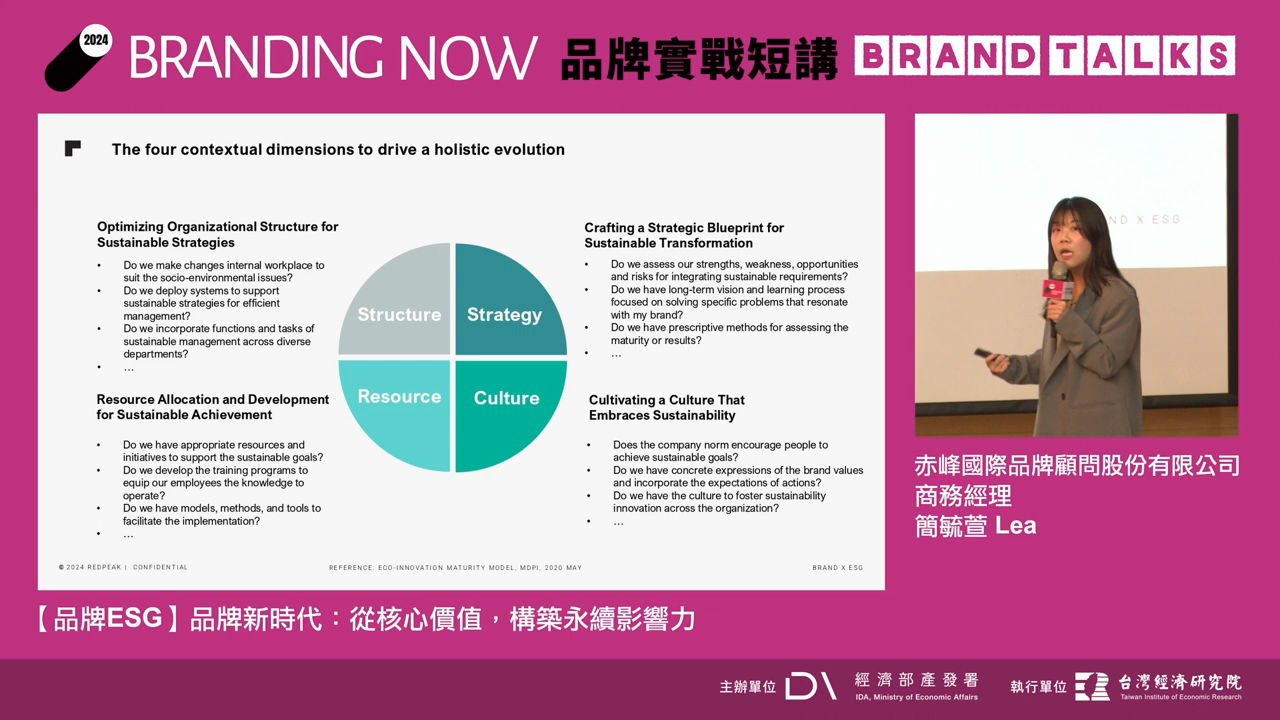 2024
BRANDING NOW 品牌實戰短講 BRAND TALKS
The four contextual dimensions to drive a holistic evolution
Optimizing Organizational Structure for
Sustainable Strategies
• Do we make changes internal workplace to
suit the socio-environmental issues?
• Do we deploy systems to support
sustainable strategies for efficient
management?
• Do we incorporate functions and tasks of
sustainable management across diverse
departments?
• ...
Resource Allocation and Development
for Sustainable Achievement
• Do we have appropriate resources and
initiatives to support the sustainable goals?
• Do we develop the training programs to
equip our employees the knowledge to
operate?
• Do we have models, methods, and tools to
facilitate the implementation?
• ...
Structure
Strategy
Resource
Culture
Crafting a Strategic Blueprint for
Sustainable Transformation
• Do we assess our strengths, weakness, opportunities
and risks for integrating sustainable requirements?
• Do we have long-term vision and learning process
focused on solving specific problems that resonate
with my brand?
• Do we have prescriptive methods for assessing the
maturity or results?
• ...
Cultivating a Culture That
Embraces Sustainability
• Does the company norm encourage people to
achieve sustainable goals?
• Do we have concrete expressions of the brand values
and incorporate the expectations of actions?
• Do we have the culture to foster sustainability
innovation across the organization?
• ...
© 2024 REDPEAK | CONFIDENTIAL
REFERENCE: ECO-INNOVATION MATURITY MODEL, MDPI, 2020 MAY
BRAND X ESG
ND X ESG
赤峰國際品牌顧問股份有限公司
商務經理
簡毓萱 Lea
【品牌ESG】品牌新時代：從核心價值，構築永續影響力
主辦單位
經濟部產發署
IDA, Ministry of Economic Affairs
執行單位
台灣經濟研究院
Taiwan Institute of Economic Research